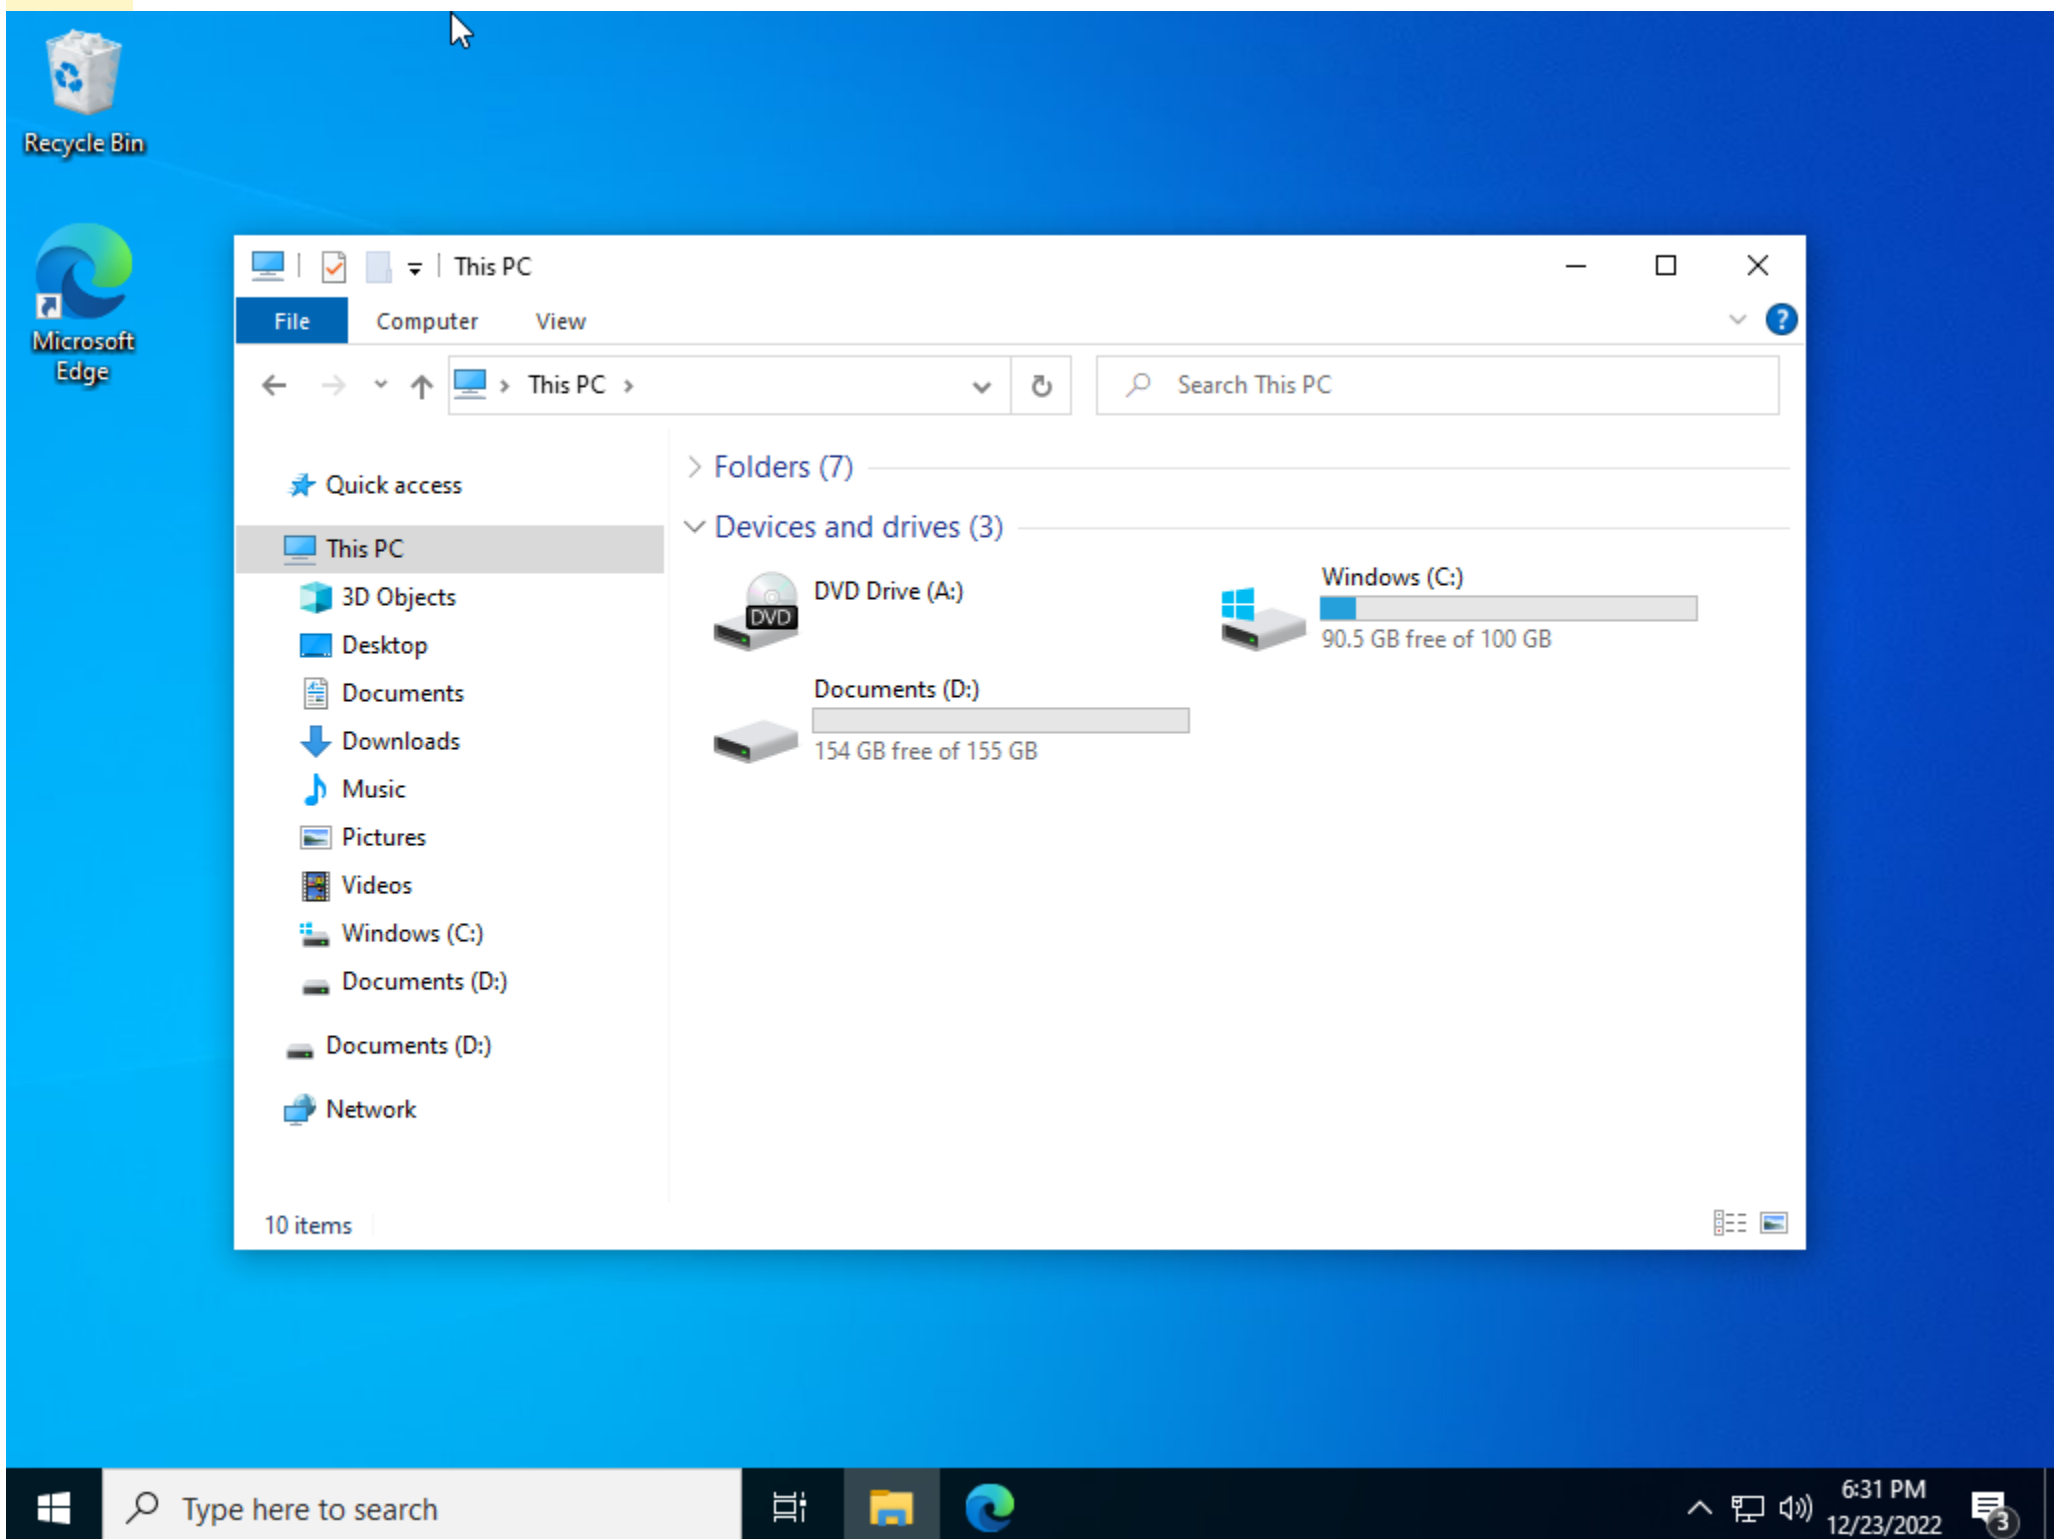 Recycle Bin
Microsoft
Edge
This PC
File Computer View
?
This PC
Search This PC
Quick access
This PC
3D Objects
Desktop
Documents
Downloads
Music
Pictures
Videos
Windows (C:)
Documents (D:)
Documents (D:)
Network
Folders (7)
Devices and drives (3)
DVD
DVD Drive (A:)
Windows (C:)
90.5 GB free of 100 GB
Documents (D:)
154 GB free of 155 GB
10 items
Type here to search
6:31 PM
12/23/2022
3